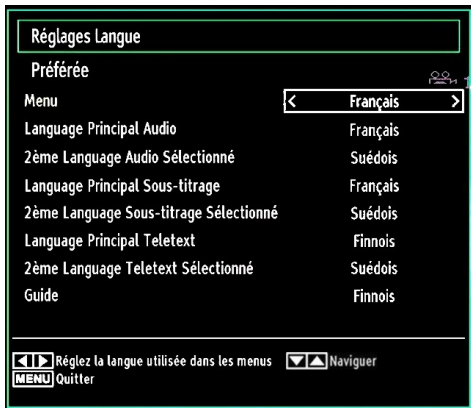 Réglages Langue
Préférée
Menu < Français >
Language Principal Audio Français
2ème Language Audio Sélectionné Suédois
Language Principal Sous-titrage Français
2ème Language Sous-titrage Sélectionné Suédois
Language Principal Teletext Finnois
2ème Language Teletext Sélectionné Suédois
Guide Finnois
◀▶ Réglez la langue utilisée dans les menus ▼▲ Naviguer
MENU Quitter